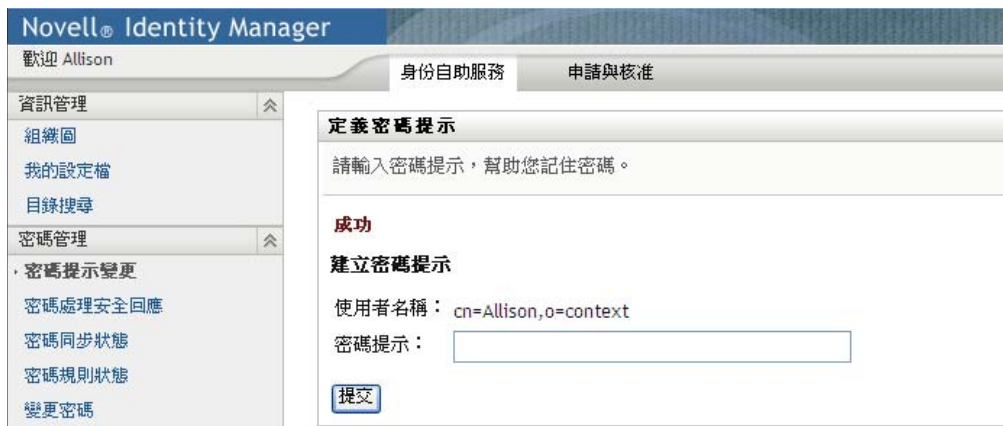 Novell® Identity Manager
歡迎 Allison
身份自助服務 申請與核准
資訊管理
組織圖
我的設定檔
目錄搜尋
密碼管理
密碼提示變更
密碼處理安全回應
密碼同步狀態
密碼規則狀態
變更密碼
定義密碼提示
請輸入密碼提示，幫助您記住密碼。
成功
建立密碼提示
使用者名稱： cn=Allison,o=context
密碼提示：
提交